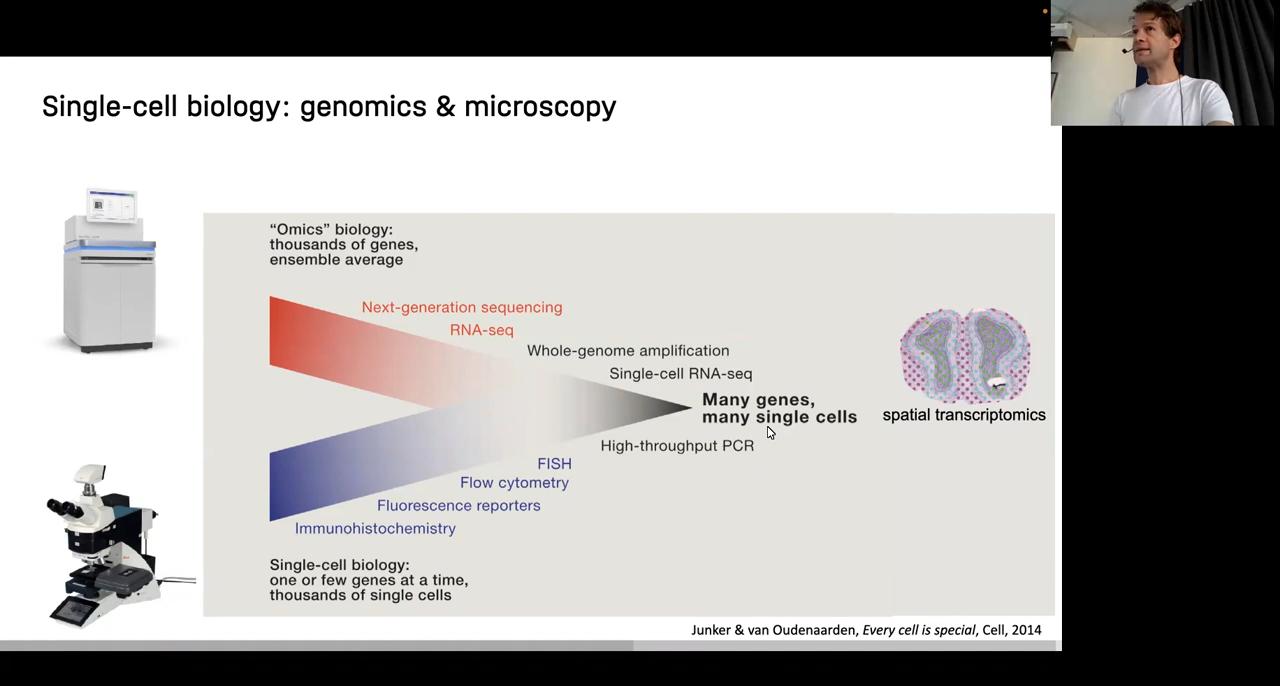 Single-cell biology: genomics & microscopy
“Omics” biology:
thousands of genes,
ensemble average
Next-generation sequencing
RNA-seq
Whole-genome amplification
Single-cell RNA-seq
Many genes,
many single cells
spatial transcriptomics
High-throughput PCR
FISH
Flow cytometry
Fluorescence reporters
Immunohistochemistry
Single-cell biology:
one or few genes at a time,
thousands of single cells
Junker & van Oudenaarden, Every cell is special, Cell, 2014